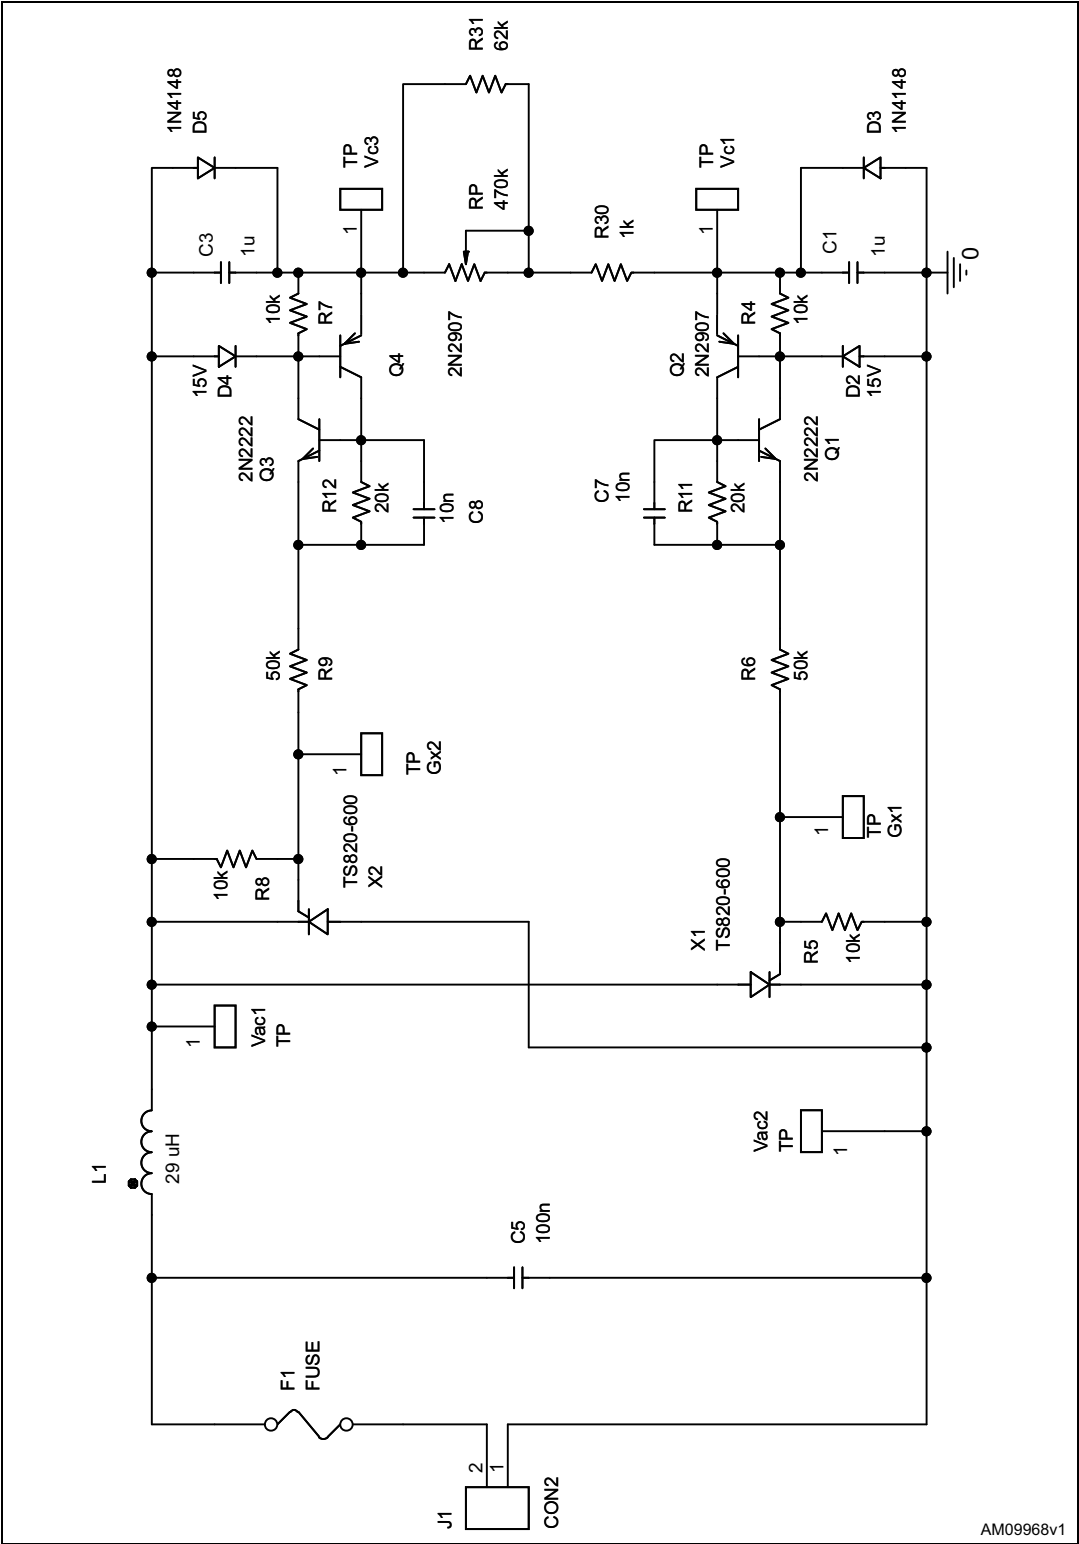 R31
62k
1N4148
D5
D3
1N4148
TP
Vc3
1
RP
470k
TP
Vc1
1
C3
1u
R30
1k
C1
1u
0
10k
R7
R4
10k
15V
D4
Q4
2N2907
Q2
2N2907
D2
15V
2N2222
Q3
2N2222
Q1
R12
20k
10n
C8
C7
10n
R11
20k
50k
R9
R6
50k
1
TP
Gx2
1
TP
Gx1
10k
R8
TS820-600
X2
X1
TS820-600
R5
10k
1
Vac1
TP
Vac2
TP
1
L1
29 uH
C5
100n
F1
FUSE
J1
2
1
CON2
AM09968v1